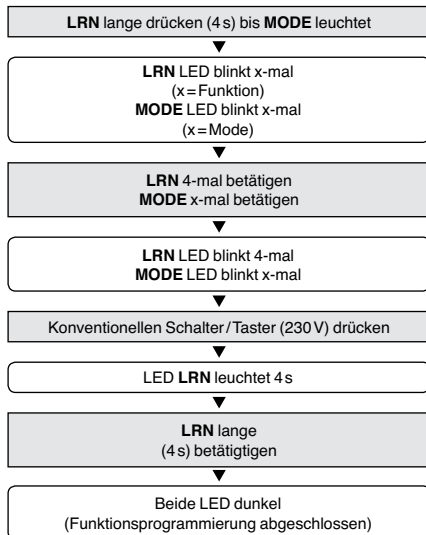 LRN lange drücken (4 s) bis MODE leuchtet
LRN LED blinkt x-mal
(x = Funktion)
MODE LED blinkt x-mal
(x = Mode)
LRN 4-mal betätigen
MODE x-mal betätigen
LRN LED blinkt 4-mal
MODE LED blinkt x-mal
Konventionellen Schalter / Taster (230 V) drücken
LED LRN leuchtet 4 s
LRN lange
(4 s) betätigtigen
Beide LED dunkel
(Funktionsprogrammierung abgeschlossen)